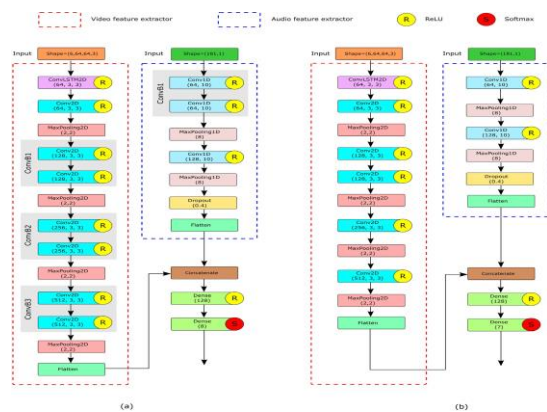 Video feature extractor
Audio feature extractor
R
ReLU
S
Softmax
Input
Shape=(6,64,64,3)
Input
ConvLSTM2D
(64, 3, 3)
R
Conv2D
(64, 3, 3)
R
MaxPooling2D
(2,2)
ConvB1
Conv2D
(128, 3, 3)
R
Conv2D
(128, 3, 3)
R
MaxPooling2D
(2,2)
ConvB2
Conv2D
(256, 3, 3)
R
Conv2D
(256, 3, 3)
R
MaxPooling2D
(2,2)
ConvB3
Conv2D
(512, 3, 3)
R
Conv2D
(512, 3, 3)
R
MaxPooling2D
(2,2)
Flatten
ConvB1
Conv1D
(64, 10)
R
Conv1D
(64, 10)
R
MaxPooling1D
(8)
Conv1D
(128, 10)
R
MaxPooling1D
(8)
Dropout
(0.4)
Flatten
Concatenate
Dense
(128)
R
Dense
S
(a)
Input
Shape=(6,64,64,3)
Input
ConvLSTM2D
(64, 3, 3)
R
Conv2D
(64, 3, 3)
R
MaxPooling2D
(2,2)
Conv2D
(128, 3, 3)
R
Conv2D
(128, 3, 3)
R
MaxPooling2D
(2,2)
Conv2D
(256, 3, 3)
R
MaxPooling2D
(2,2)
Conv2D
(512, 3, 3)
R
MaxPooling2D
(2,2)
Flatten
Conv1D
(64, 10)
R
MaxPooling1D
(8)
Conv1D
(128, 10)
R
MaxPooling1D
(8)
Dropout
(0.4)
Flatten
Concatenate
Dense
(128)
R
Dense
(7)
S
(b)